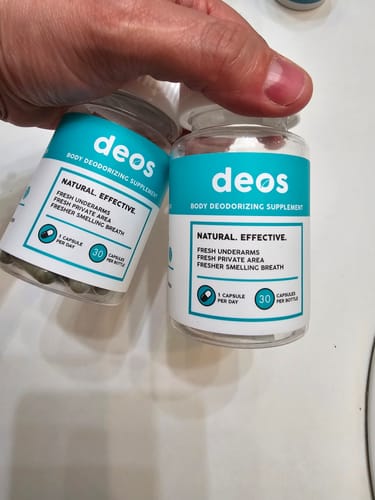 deos
BODY DEODORIZING SUPPLEMENT
NATURAL. EFFECTIVE.
FRESH UNDERARMS
FRESH PRIVATE AREA
FRESHER SMELLING BREATH
1 CAPSULE
PER DAY
30
CAPSULES
PER BOTTLE
deos
BODY DEODORIZING SUPPLEMENT
NATURAL. EFFECTIVE.
FRESH UNDERARMS
FRESH PRIVATE AREA
FRESHER SMELLING BREATH
1 CAPSULE
PER DAY
30
CAPSULES
PER BOTTLE